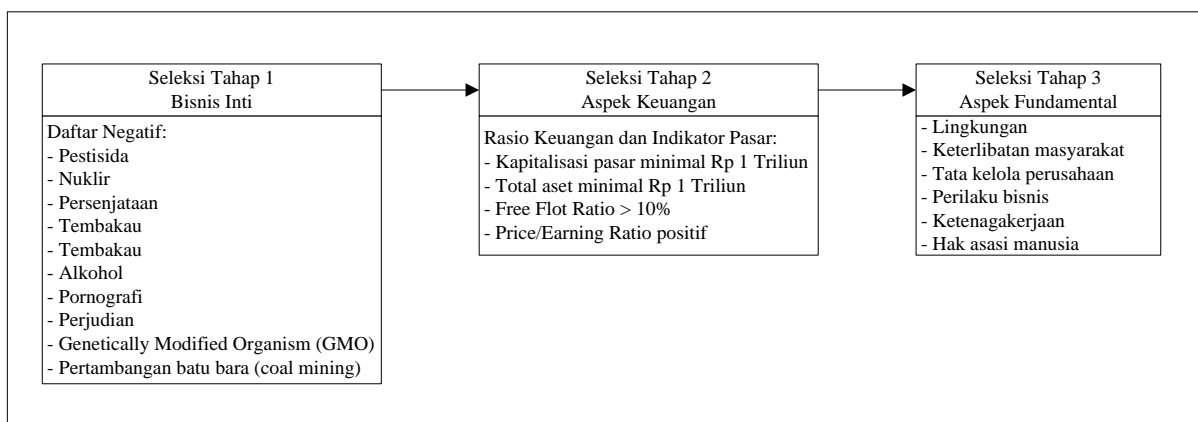 Seleksi Tahap 1
Bisnis Inti
Daftar Negatif:
- Pestisida
- Nuklir
- Persenjataan
- Tembakau
- Tembakau
- Alkohol
- Pornografi
- Perjudian
- Genetically Modified Organism (GMO)
- Pertambangan batu bara (coal mining)
Seleksi Tahap 2
Aspek Keuangan
Rasio Keuangan dan Indikator Pasar:
- Kapitalisasi pasar minimal Rp 1 Triliun
- Total aset minimal Rp 1 Triliun
- Free Flot Ratio > 10%
- Price/Earning Ratio positif
Seleksi Tahap 3
Aspek Fundamental
- Lingkungan
- Keterlibatan masyarakat
- Tata kelola perusahaan
- Perilaku bisnis
- Ketenagakerjaan
- Hak asasi manusia